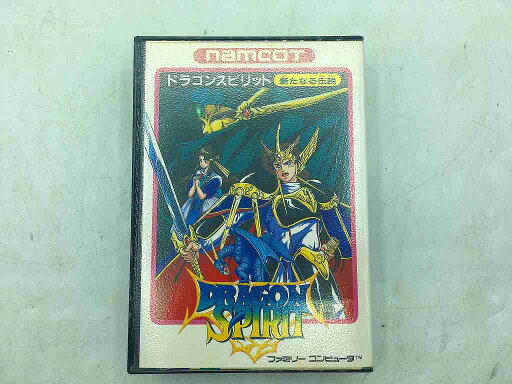 namcot
ドラゴンスピリット 新たなる伝説
DRAGON
SPIRIT
ファミリー コンピュータ™